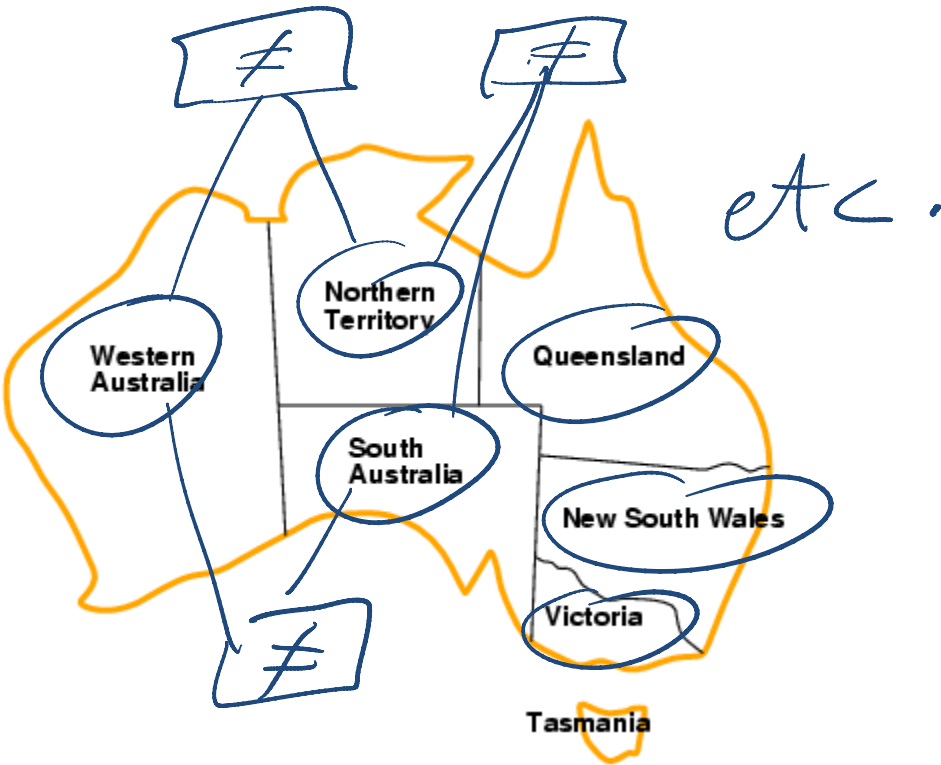 ≠
≠
etc.
Northern
Territory
Western
Australia
Queensland
South
Australia
New South Wales
Victoria
≠
Tasmania